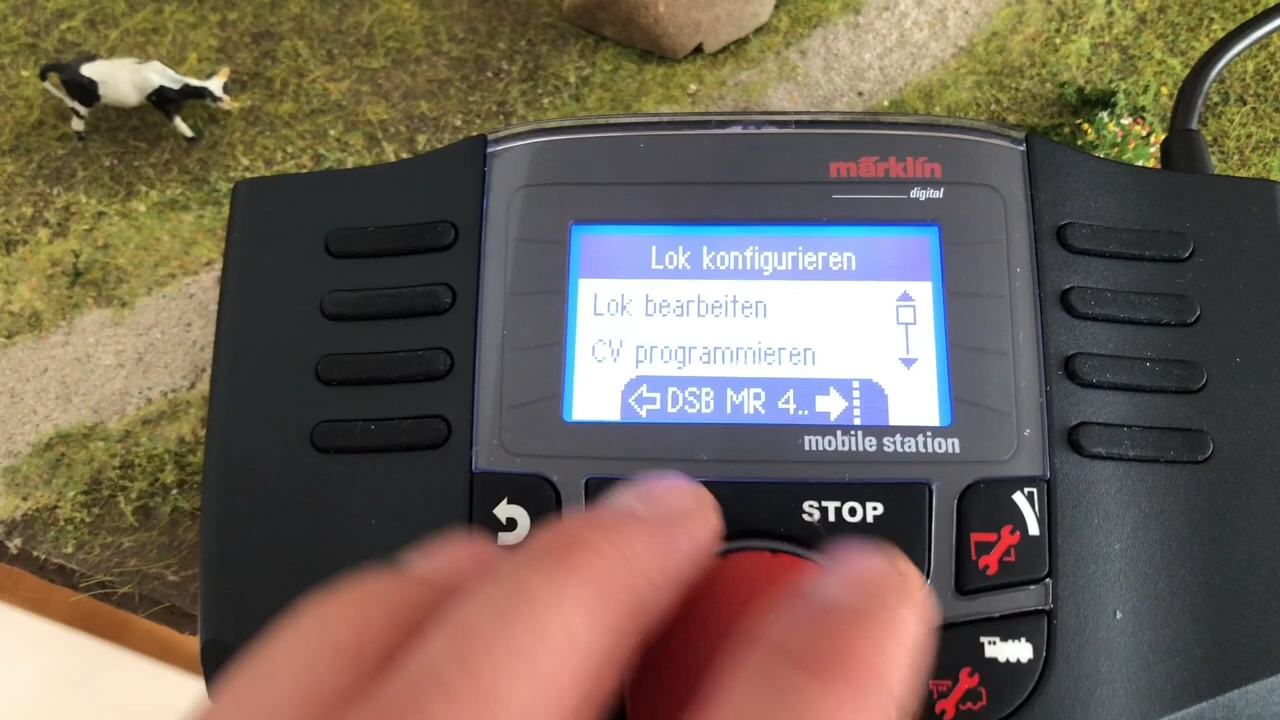 märklin
digital
Lok konfigurieren
Lok bearbeiten
CV programmieren
DSB MR 4..
mobile station
STOP